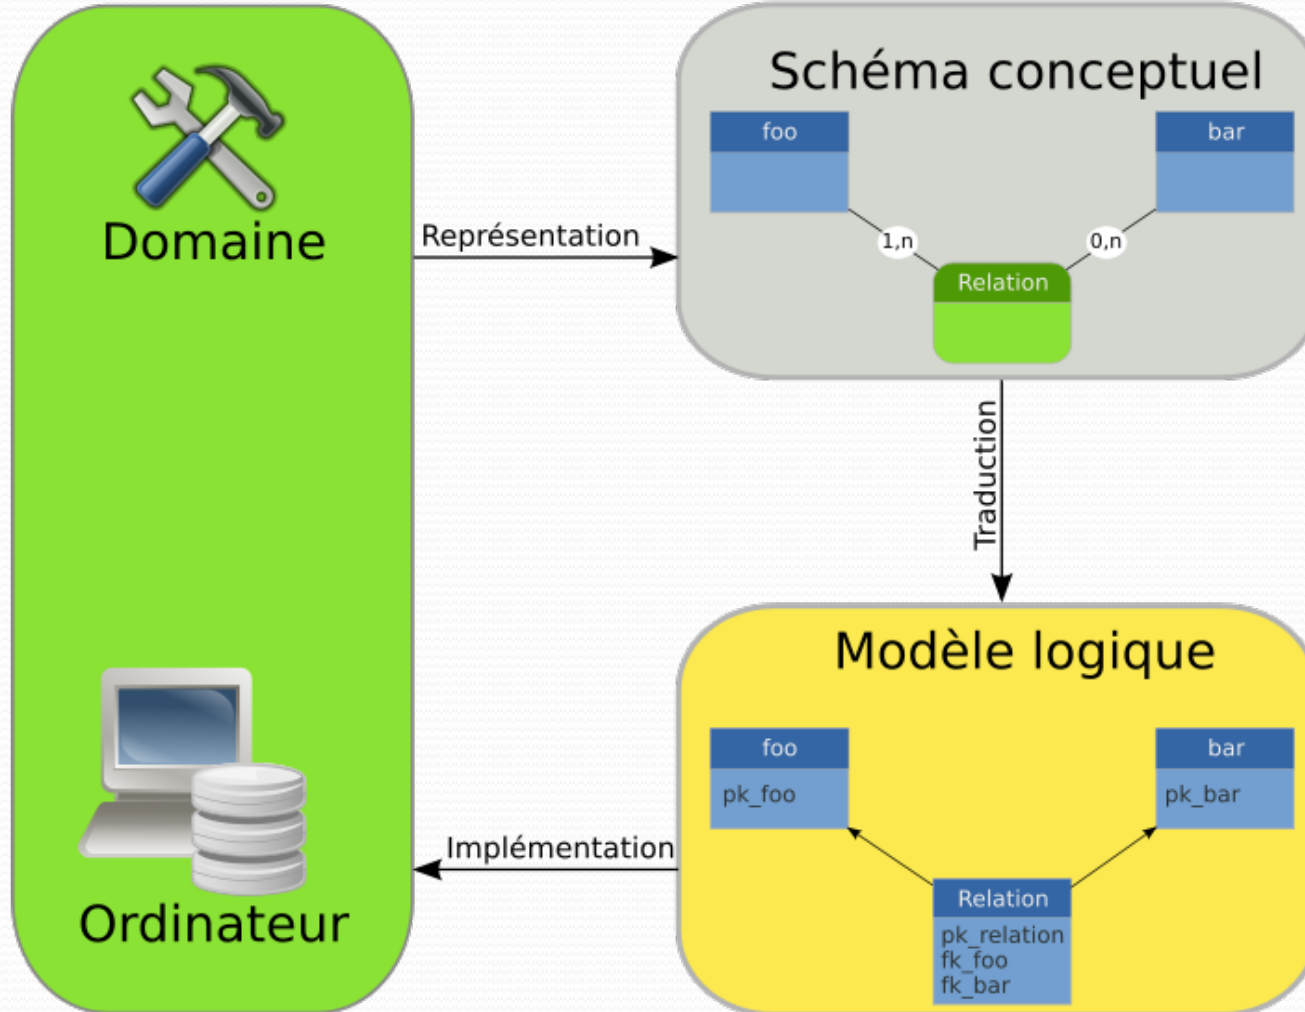 Domaine
Représentation
Schéma conceptuel
foo
bar
1,n
0,n
Relation
Traduction
Modèle logique
foo
bar
pk_foo
pk_bar
Relation
pk_relation
fk_foo
fk_bar
Implémentation
Ordinateur